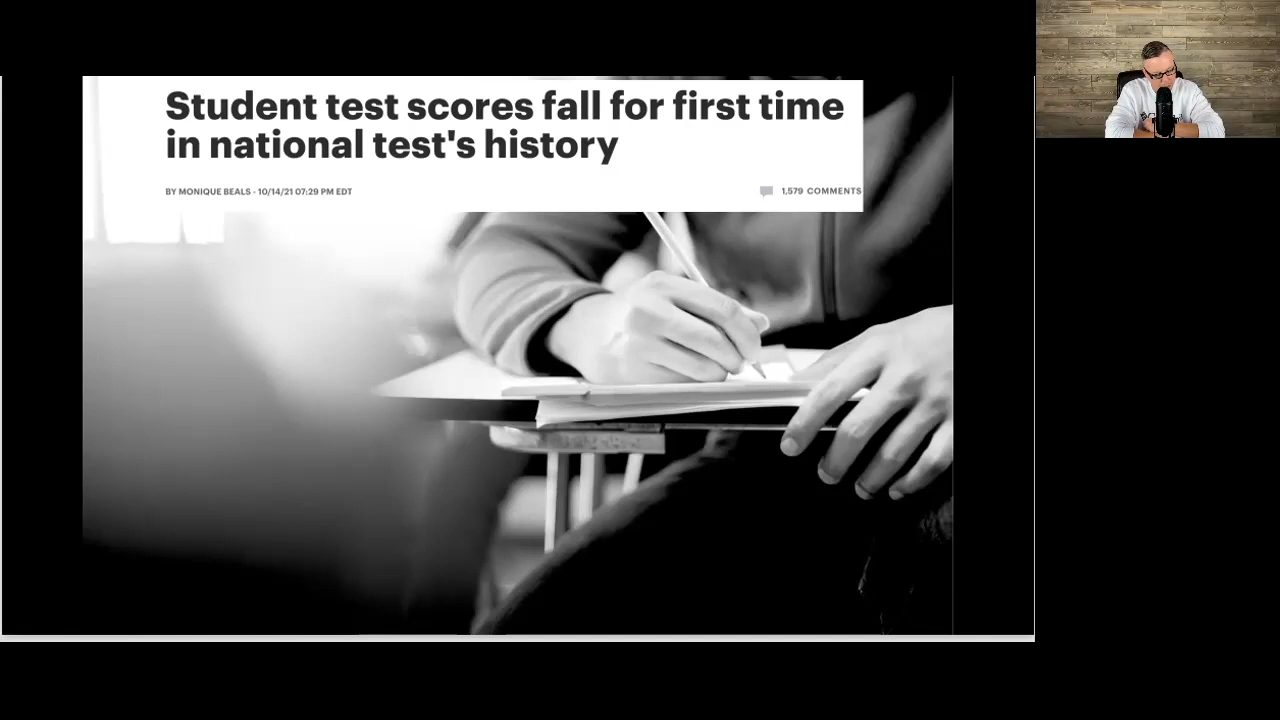 Student test scores fall for first time
in national test's history
BY MONIQUE BEALS - 10/14/21 07:29 PM EDT
1,579 COMMENTS